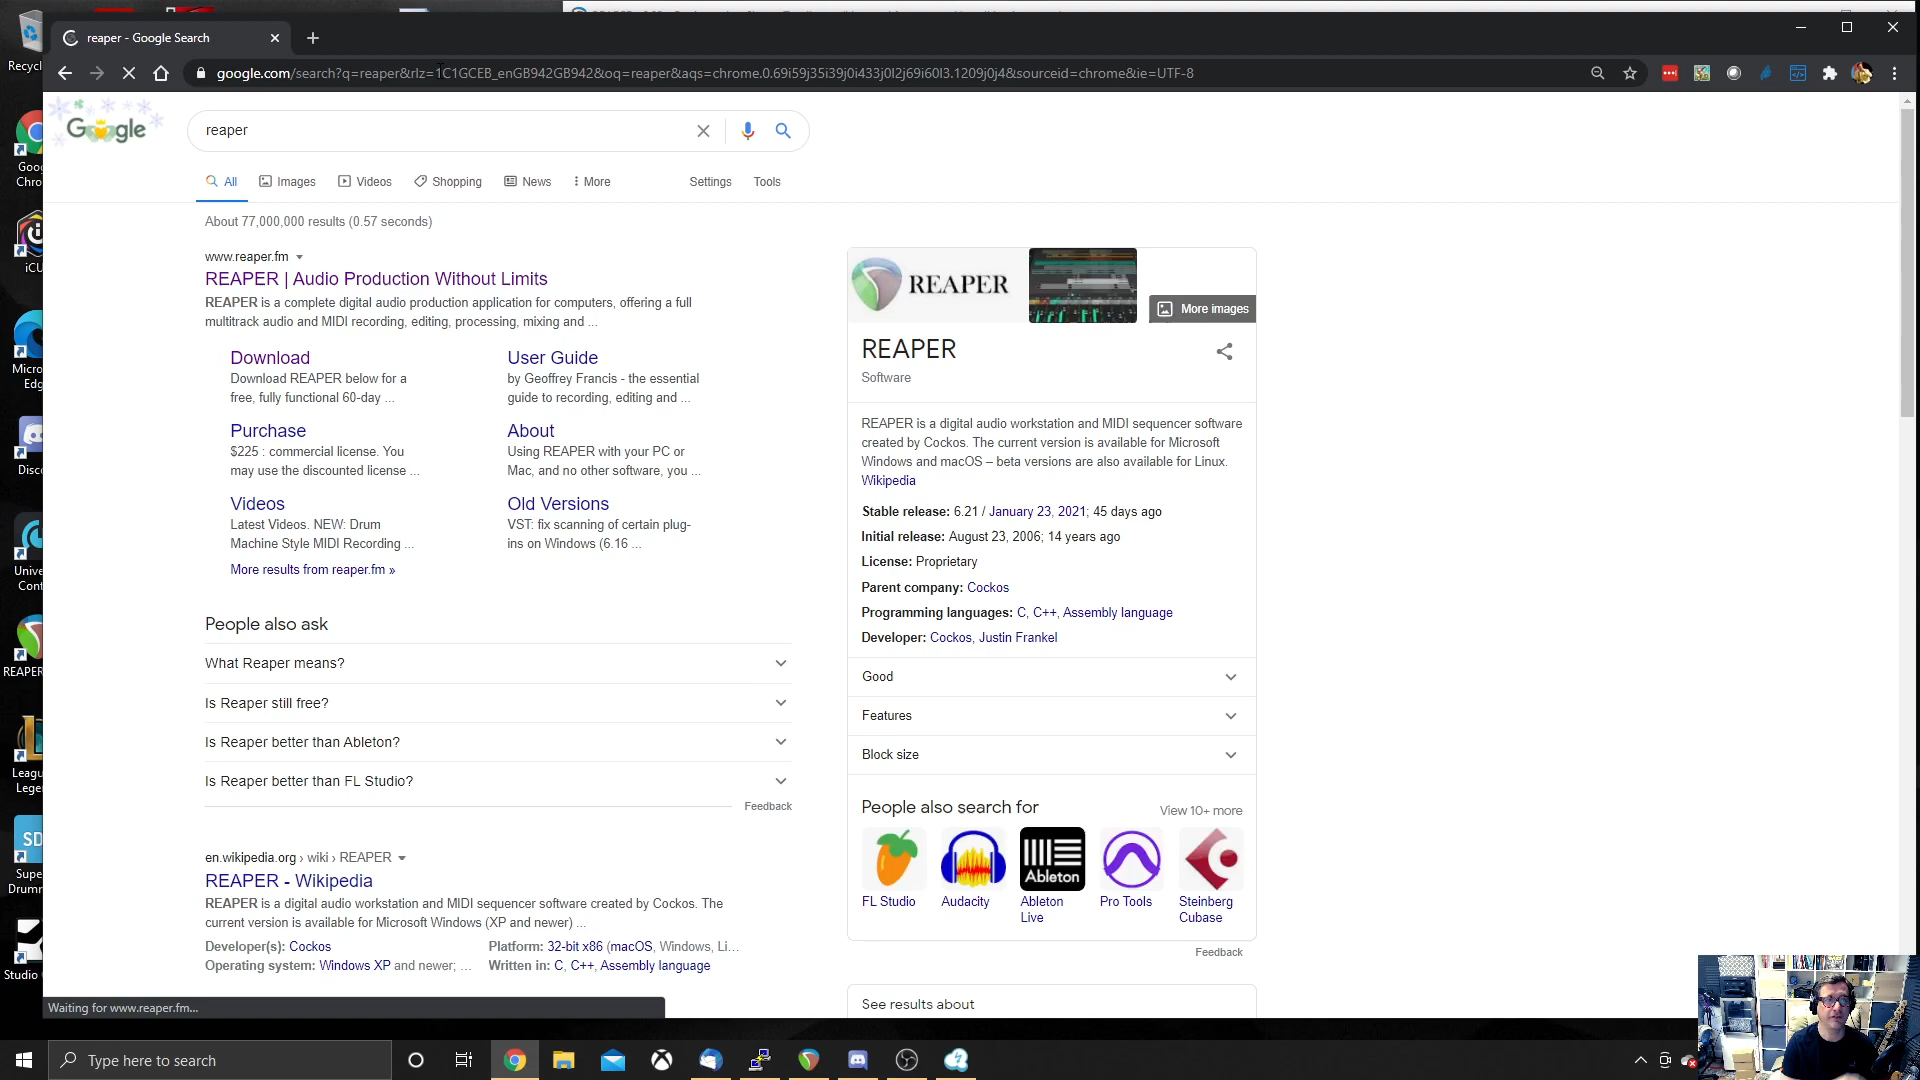 reaper - Google Search
google.com/search?q=reaper&rlz=1C1GCEB_enGB942GB942&oq=reaper&aqs=chrome.0.69i59j35i39j0i433j0l2j69i60l3.1209j0j4&sourceid=chrome&ie=UTF-8
Recycl
Goog
Chro
iCU
Micro
Edg
Disc
Unive
Cont
REAPER
Leagu
Lege
Supe
Drumr
Studio
Google
reaper
All
Images
Videos
Shopping
News
More
Settings
Tools
About 77,000,000 results (0.57 seconds)
www.reaper.fm
REAPER | Audio Production Without Limits
REAPER is a complete digital audio production application for computers, offering a full
multitrack audio and MIDI recording, editing, processing, mixing and ...
Download
Download REAPER below for a
free, fully functional 60-day ...
User Guide
by Geoffrey Francis - the essential
guide to recording, editing and ...
Purchase
$225 : commercial license. You
may use the discounted license ...
About
Using REAPER with your PC or
Mac, and no other software, you ...
Videos
Latest Videos. NEW: Drum
Machine Style MIDI Recording ...
Old Versions
VST: fix scanning of certain plug-
ins on Windows (6.16 ...
More results from reaper.fm »
People also ask
What Reaper means?
Is Reaper still free?
Is Reaper better than Ableton?
Is Reaper better than FL Studio?
Feedback
en.wikipedia.org › wiki › REAPER
REAPER - Wikipedia
REAPER is a digital audio workstation and MIDI sequencer software created by Cockos. The
current version is available for Microsoft Windows (XP and newer) ...
Developer(s): Cockos
Platform: 32-bit x86 (macOS, Windows, Li...
Operating system: Windows XP and newer; ...
Written in: C, C++, Assembly language
REAPER
More images
REAPER
Software
REAPER is a digital audio workstation and MIDI sequencer software
created by Cockos. The current version is available for Microsoft
Windows and macOS – beta versions are also available for Linux.
Wikipedia
Stable release: 6.21 / January 23, 2021; 45 days ago
Initial release: August 23, 2006; 14 years ago
License: Proprietary
Parent company: Cockos
Programming languages: C, C++, Assembly language
Developer: Cockos, Justin Frankel
Good
Features
Block size
People also search for
View 10+ more
Ableton
FL Studio
Audacity
Ableton
Live
Pro Tools
Steinberg
Cubase
Feedback
See results about
Waiting for www.reaper.fm...
Type here to search